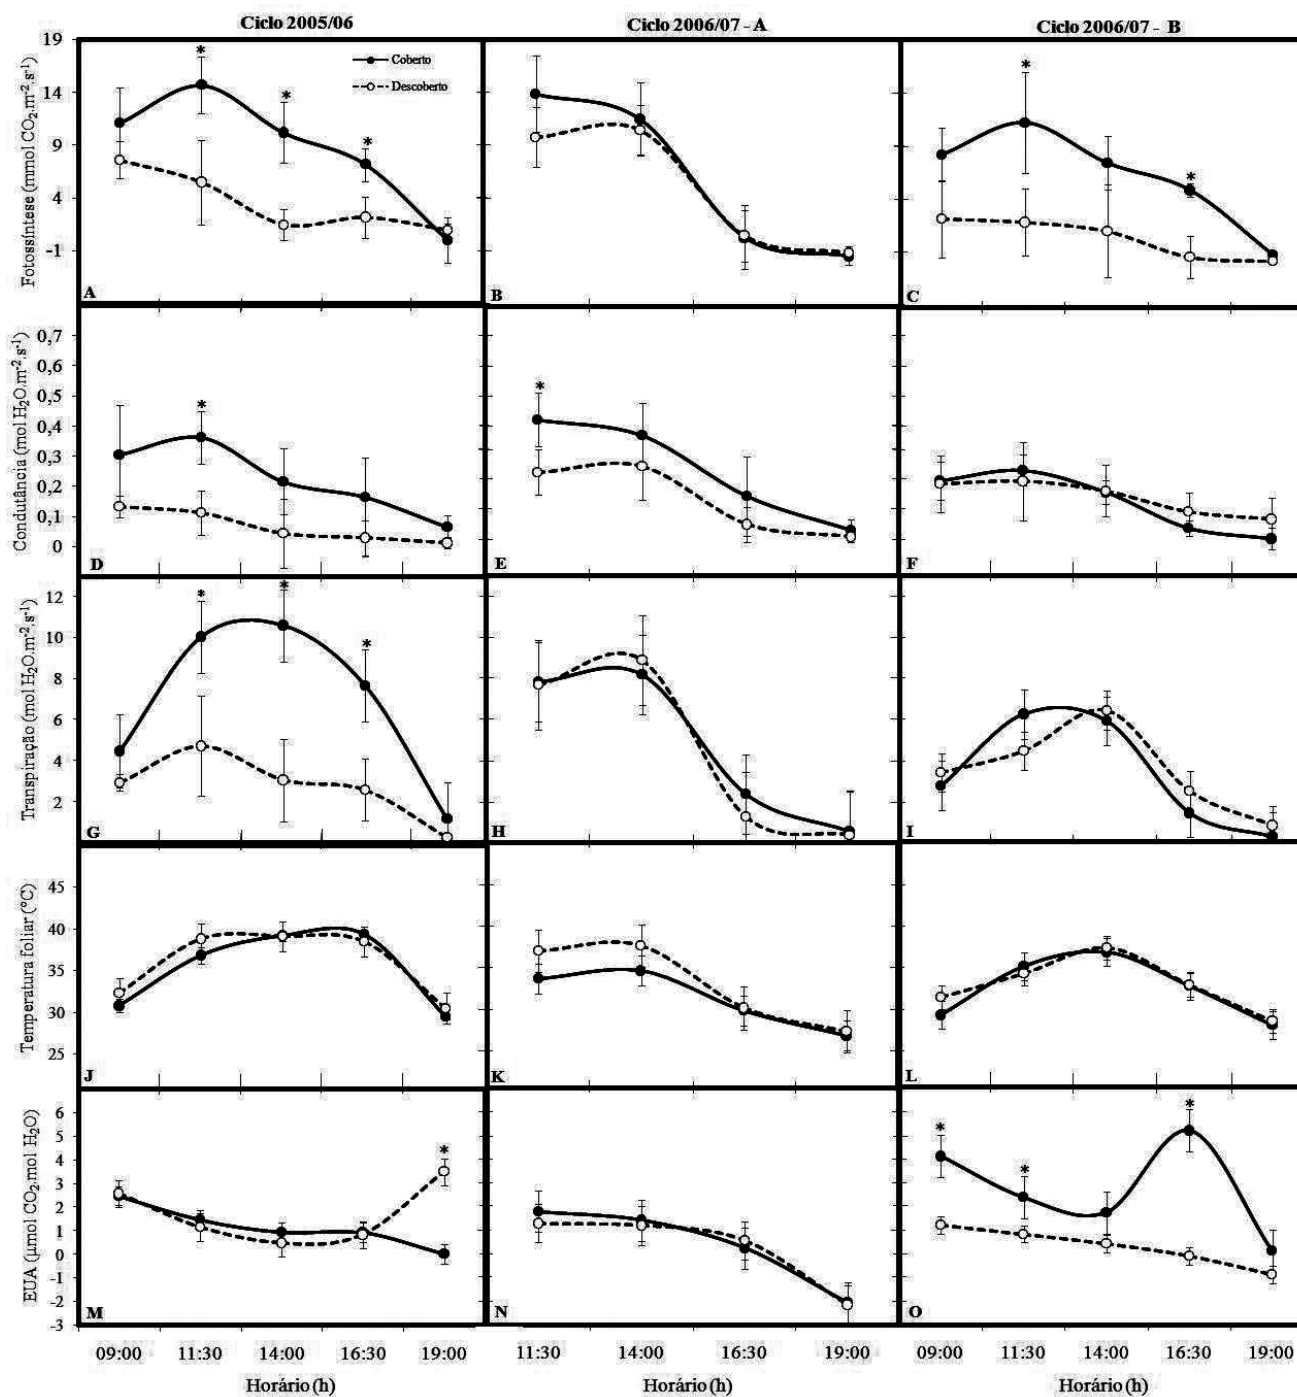 Ciclo 2005/06
Ciclo 2006/07 - A
Ciclo 2006/07 - B
Fotossíntese (mmol CO₂.m⁻².s⁻¹)
19
14
9
4
-1
Coberto
Descoberto
* * *
A
B
* *
C
Condutância (mol H₂O.m⁻².s⁻¹)
0,7
0,6
0,5
0,4
0,3
0,2
0,1
0
*
D
*
E
F
Transpiração (mol H₂O.m⁻².s⁻¹)
12
10
8
6
4
2
* * *
G
H
I
Temperatura foliar (°C)
45
40
35
30
25
J
K
L
EUA (µmol CO₂.mol H₂O)
6
5
4
3
2
1
0
-1
-2
-3
*
M
N
* * *
O
09:00 11:30 14:00 16:30 19:00
11:30 14:00 16:30 19:00
09:00 11:30 14:00 16:30 19:00
Horário (h)
Horário (h)
Horário (h)